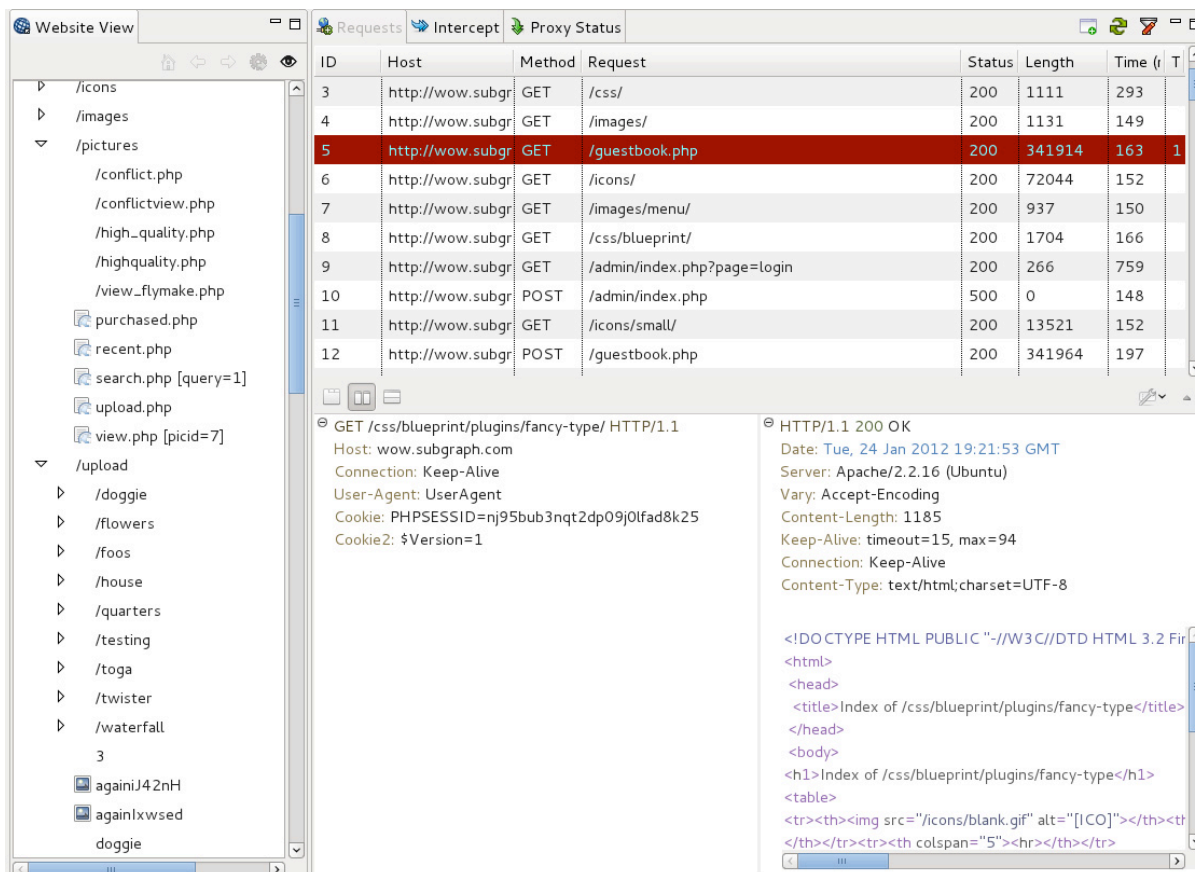 Website View
/icons
/images
/pictures
/conflict.php
/conflictview.php
/high_quality.php
/highquality.php
/view_flymake.php
purchased.php
recent.php
search.php [query=1]
upload.php
view.php [picid=7]
/upload
/doggie
/flowers
/foos
/house
/quarters
/testing
/toga
/twister
/waterfall
3
againiJ42nH
againIxwsed
doggie
Requests Intercept Proxy Status
ID Host Method Request Status Length Time (r T
3 http://wow.subgr GET /css/ 200 1111 293
4 http://wow.subgr GET /images/ 200 1131 149
5 http://wow.subgr GET /guestbook.php 200 341914 163 1
6 http://wow.subgr GET /icons/ 200 72044 152
7 http://wow.subgr GET /images/menu/ 200 937 150
8 http://wow.subgr GET /css/blueprint/ 200 1704 166
9 http://wow.subgr GET /admin/index.php?page=login 200 266 759
10 http://wow.subgr POST /admin/index.php 500 0 148
11 http://wow.subgr GET /icons/small/ 200 13521 152
12 http://wow.subgr POST /guestbook.php 200 341964 197
GET /css/blueprint/plugins/fancy-type/ HTTP/1.1
Host: wow.subgraph.com
Connection: Keep-Alive
User-Agent: UserAgent
Cookie: PHPSESSID=nj95bub3nqt2dp09j0lfad8k25
Cookie2: $Version=1
HTTP/1.1 200 OK
Date: Tue, 24 Jan 2012 19:21:53 GMT
Server: Apache/2.2.16 (Ubuntu)
Vary: Accept-Encoding
Content-Length: 1185
Keep-Alive: timeout=15, max=94
Connection: Keep-Alive
Content-Type: text/html;charset=UTF-8
<!DOCTYPE HTML PUBLIC "-//W3C//DTD HTML 3.2 Fir
<html>
<head>
<title>Index of /css/blueprint/plugins/fancy-type</title>
</head>
<body>
<h1>Index of /css/blueprint/plugins/fancy-type</h1>
<table>
<tr><th><img src="/icons/blank.gif" alt="[ICO]"></th><th
</th></tr><tr><th colspan="5"><hr></th></tr>